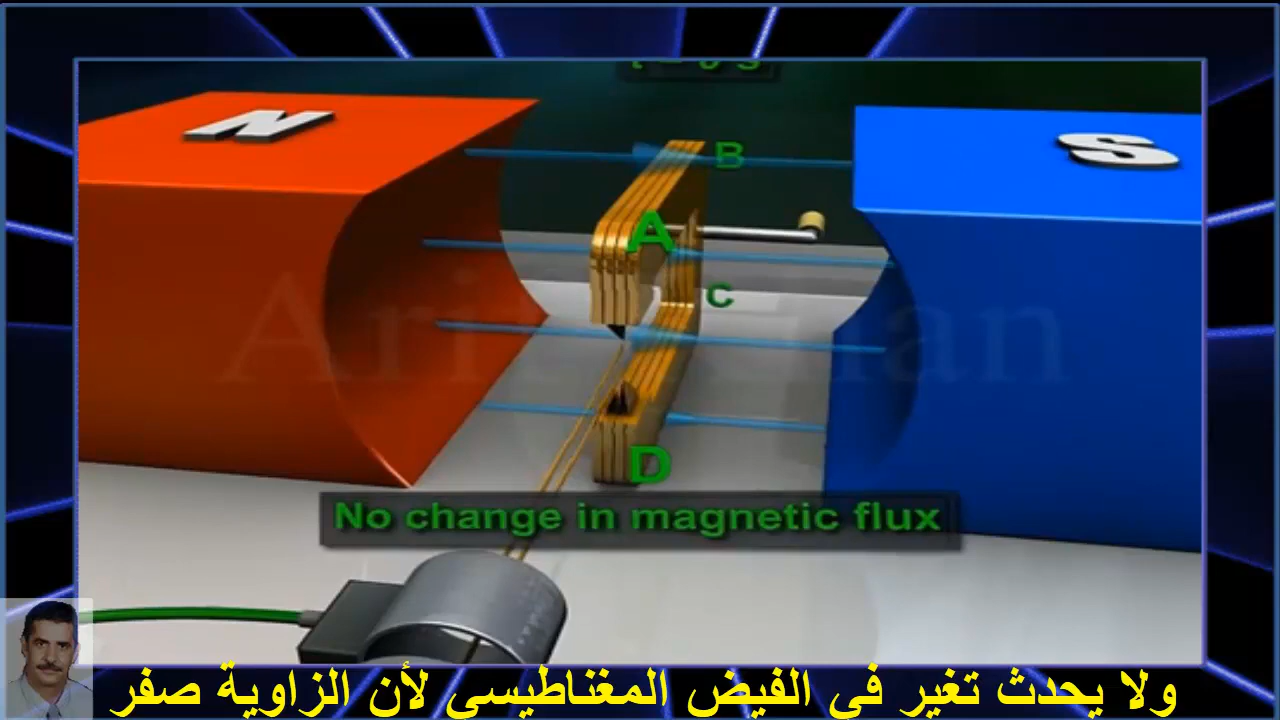 N
S
B
A
C
D
No change in magnetic flux
ولا يحدث تغير فى الفيض المغناطيسى لأن الزاوية صفر